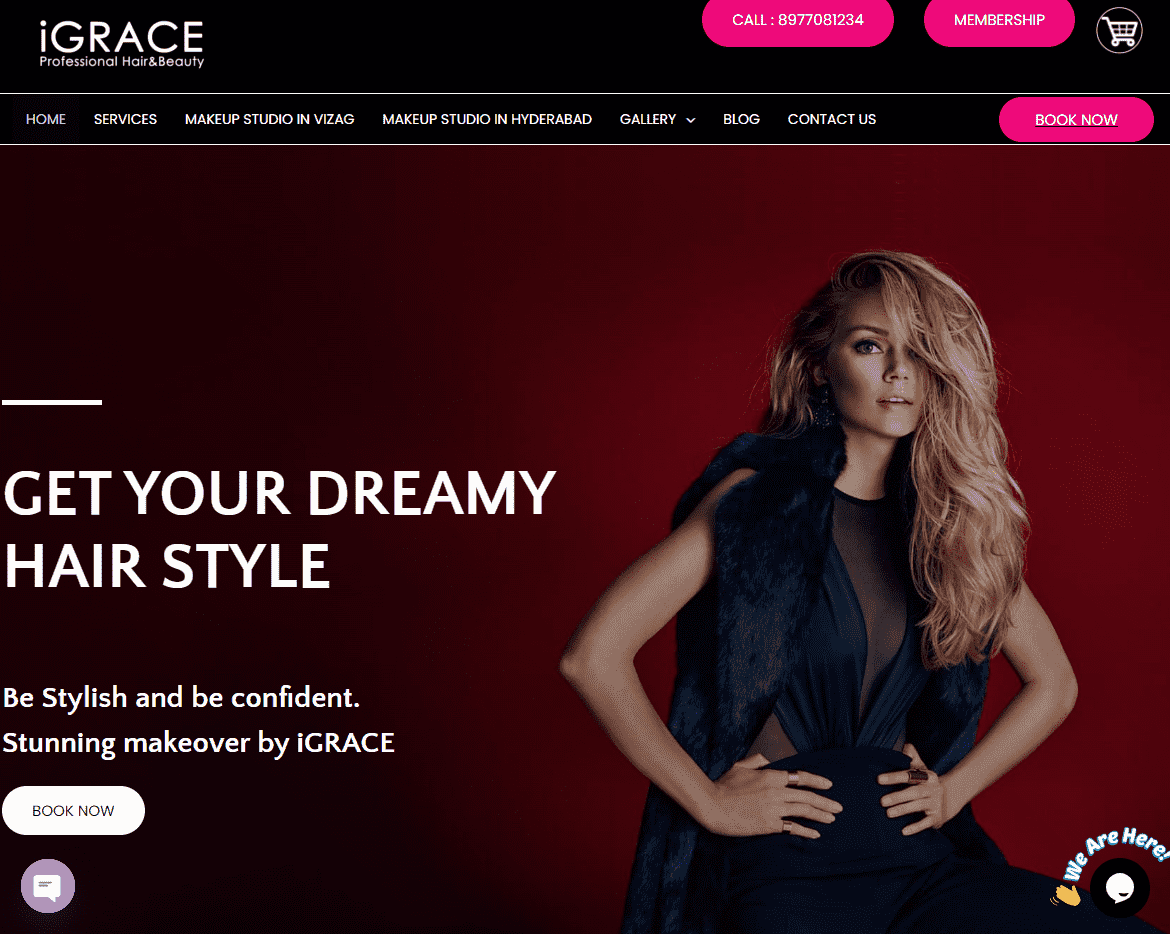 iGRACE
Professional Hair&Beauty
CALL : 8977081234
MEMBERSHIP
HOME
SERVICES
MAKEUP STUDIO IN VIZAG
MAKEUP STUDIO IN HYDERABAD
GALLERY
BLOG
CONTACT US
BOOK NOW
GET YOUR DREAMY
HAIR STYLE
Be Stylish and be confident.
Stunning makeover by iGRACE
BOOK NOW
We Are Here!